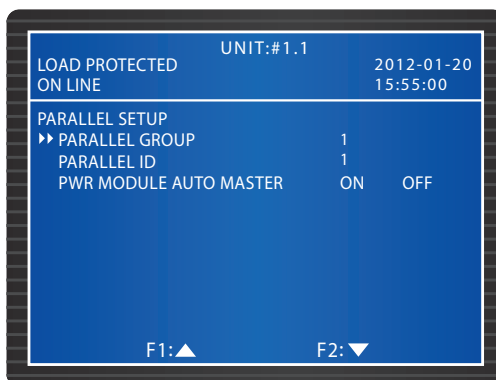 UNIT:#1.1
LOAD PROTECTED 2012-01-20
ON LINE 15:55:00
PARALLEL SETUP
PARALLEL GROUP 1
PARALLEL ID 1
PWR MODULE AUTO MASTER ON OFF
F1: F2: